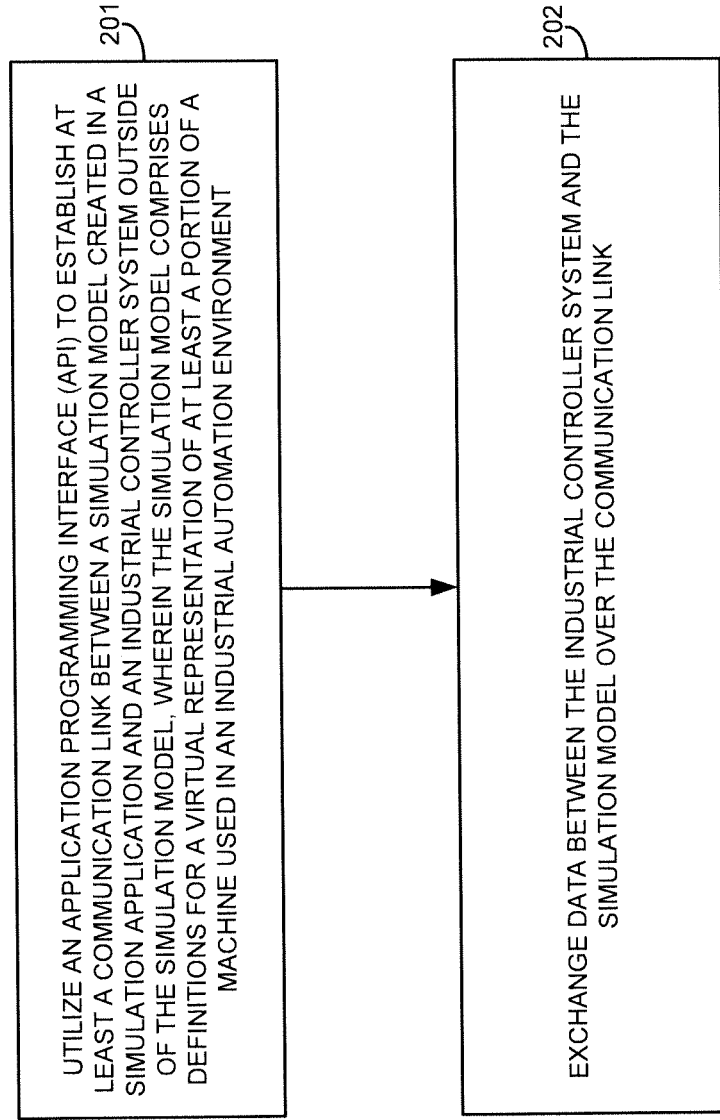 201
UTILIZE AN APPLICATION PROGRAMMING INTERFACE (API) TO ESTABLISH AT
LEAST A COMMUNICATION LINK BETWEEN A SIMULATION MODEL CREATED IN A
SIMULATION APPLICATION AND AN INDUSTRIAL CONTROLLER SYSTEM OUTSIDE
OF THE SIMULATION MODEL, WHEREIN THE SIMULATION MODEL COMPRISES
DEFINITIONS FOR A VIRTUAL REPRESENTATION OF AT LEAST A PORTION OF A
MACHINE USED IN AN INDUSTRIAL AUTOMATION ENVIRONMENT
202
EXCHANGE DATA BETWEEN THE INDUSTRIAL CONTROLLER SYSTEM AND THE
SIMULATION MODEL OVER THE COMMUNICATION LINK